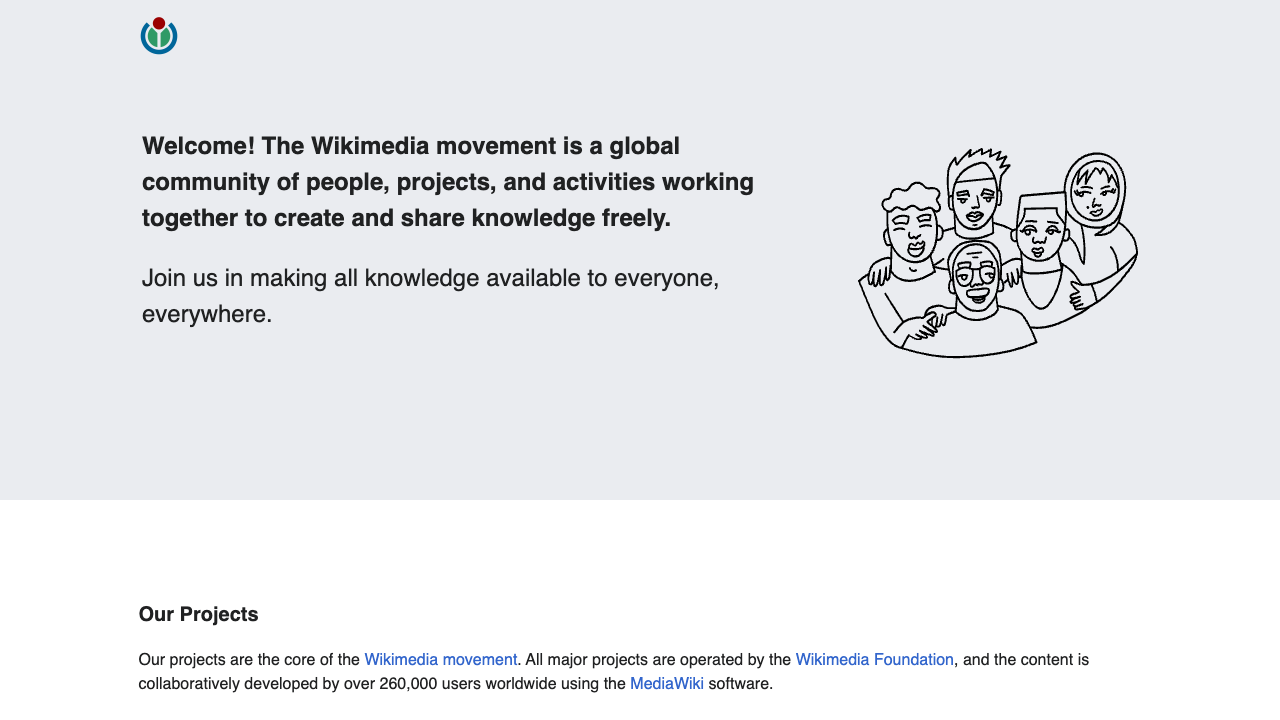 Welcome! The Wikimedia movement is a global
community of people, projects, and activities working
together to create and share knowledge freely.
Join us in making all knowledge available to everyone,
everywhere.
Our Projects
Our projects are the core of the Wikimedia movement. All major projects are operated by the Wikimedia Foundation, and the content is
collaboratively developed by over 260,000 users worldwide using the MediaWiki software.